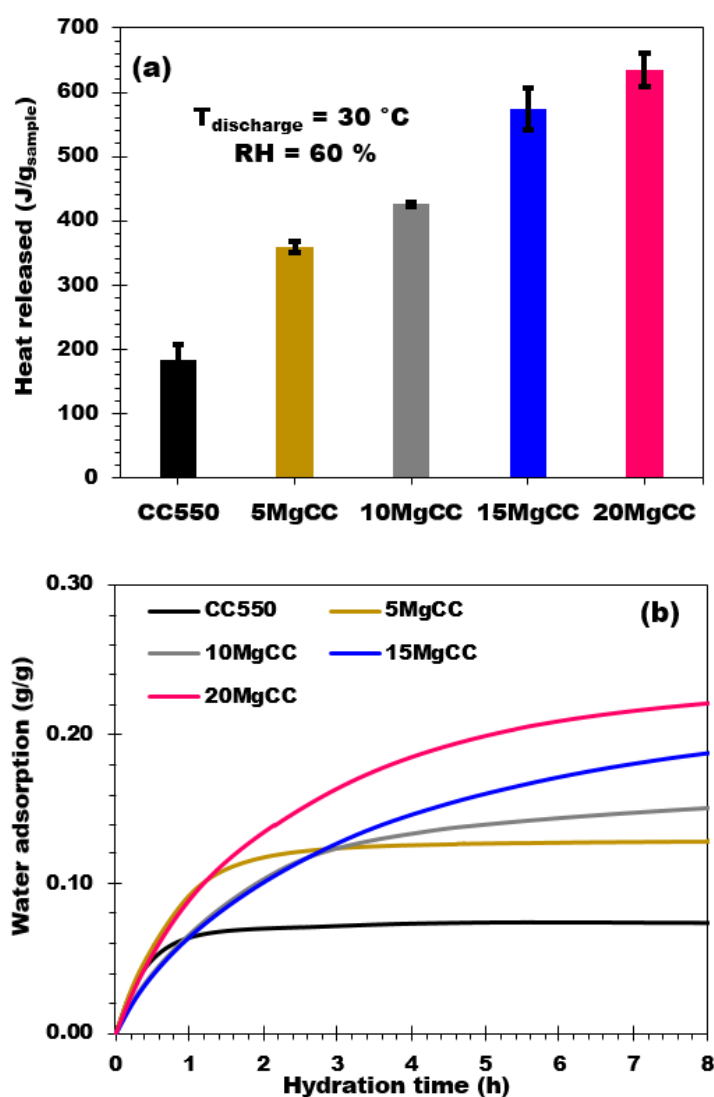 700
600
500
400
300
200
100
0
Heat released (J/gsample)
(a)
Tdischarge = 30 °C
RH = 60 %
CC550 5MgCC 10MgCC 15MgCC 20MgCC
0.30
0.20
0.10
0.00
Water adsorption (g/g)
CC550 5MgCC
10MgCC 15MgCC
20MgCC
(b)
0 1 2 3 4 5 6 7 8
Hydration time (h)